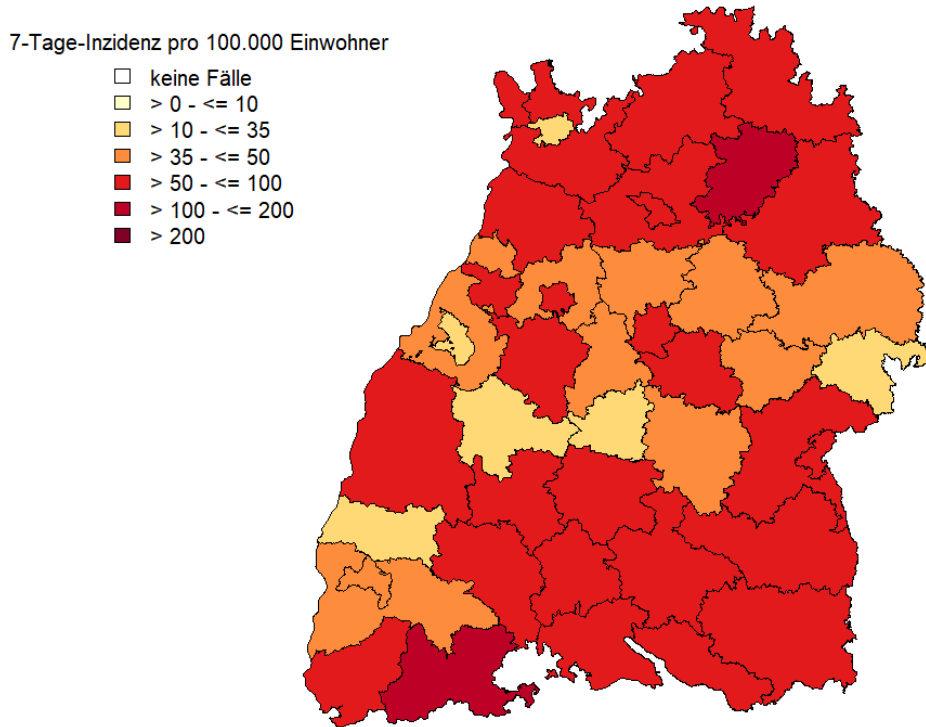 7-Tage-Inzidenz pro 100.000 Einwohner
keine Fälle
> 0 - <= 10
> 10 - <= 35
> 35 - <= 50
> 50 - <= 100
> 100 - <= 200
> 200